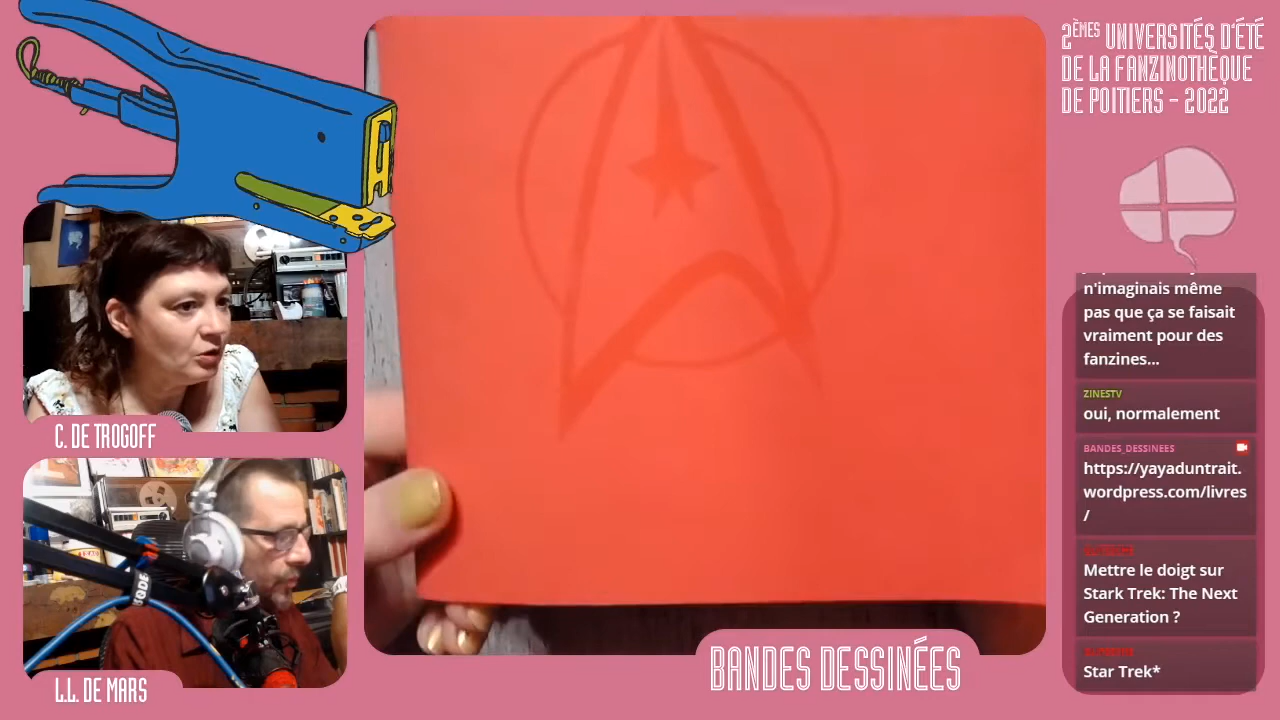 2ÈMES UNIVERSITÉS D'ÉTÉ
DE LA FANZINOTHÈQUE
DE POITIERS - 2022
n'imaginais même
pas que ça se faisait
vraiment pour des
fanzines...
ZINESTV
oui, normalement
BANDES_DESSINEES
https://yayaduntrait.
wordpress.com/livres
/
Mettre le doigt sur
Stark Trek: The Next
Generation ?
Star Trek*
C. DE TROGOFF
L.L. DE MARS
BANDES DESSINÉES